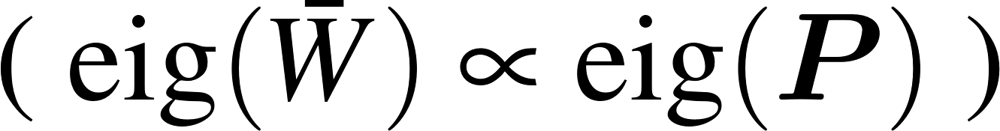 ( eig(W̄) ∝ eig(𝑷) )